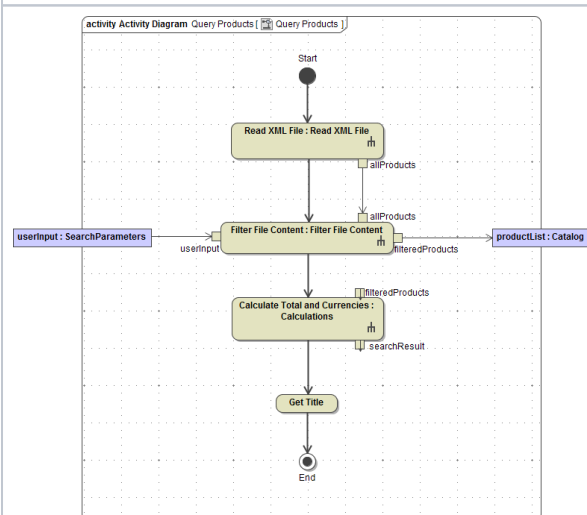 activity Activity Diagram Query Products [ Query Products ]
Start
Read XML File : Read XML File
allProducts
allProducts
userInput : SearchParameters
userInput
Filter File Content : Filter File Content
filteredProducts
productList : Catalog
filteredProducts
Calculate Total and Currencies :
Calculations
searchResult
Get Title
End